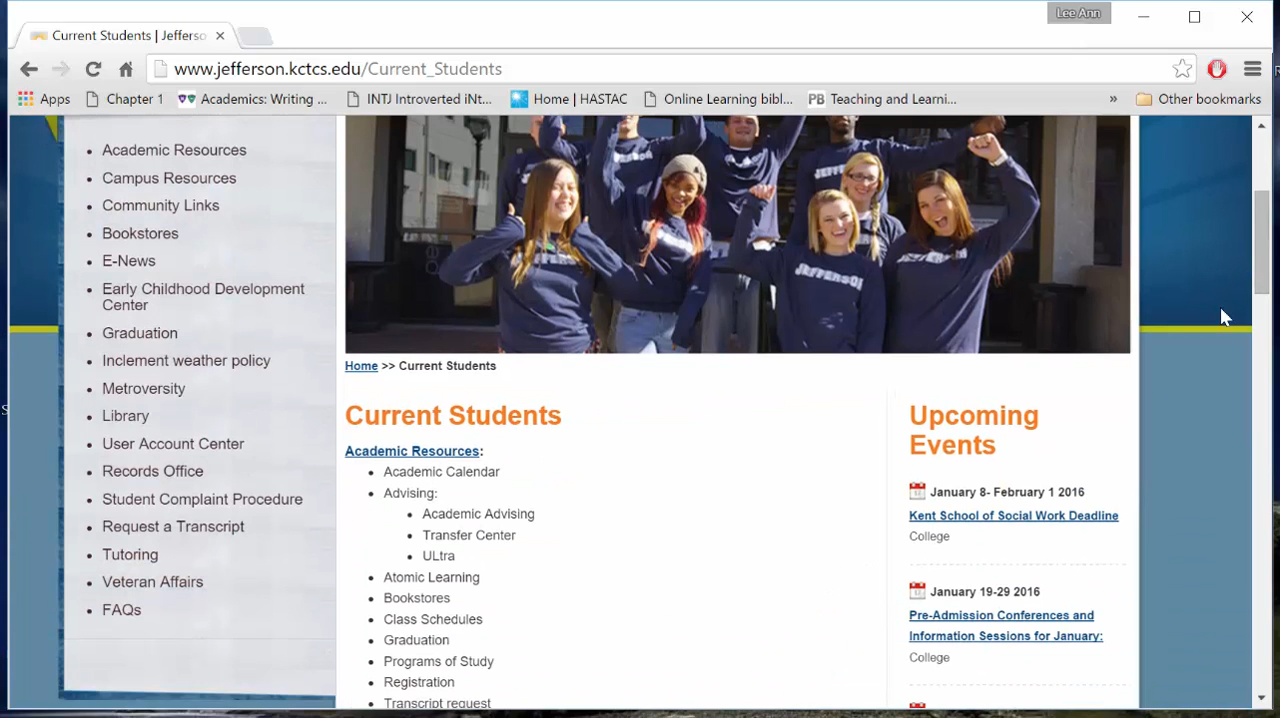 Lee Ann
Current Students | Jefferso
www.jefferson.kctcs.edu/Current_Students
Apps Chapter 1 Academics: Writing ... INTJ Introverted iNt... Home | HASTAC Online Learning bibl... PB Teaching and Learni... » Other bookmarks
Academic Resources
Campus Resources
Community Links
Bookstores
E-News
Early Childhood Development
Center
Graduation
Inclement weather policy
Metroversity
Library
User Account Center
Records Office
Student Complaint Procedure
Request a Transcript
Tutoring
Veteran Affairs
FAQs
JEFFERSON
Home >> Current Students
Current Students
Academic Resources:
Academic Calendar
Advising:
Academic Advising
Transfer Center
ULtra
Atomic Learning
Bookstores
Class Schedules
Graduation
Programs of Study
Registration
Transcript request
Upcoming
Events
January 8- February 1 2016
Kent School of Social Work Deadline
College
January 19-29 2016
Pre-Admission Conferences and
Information Sessions for January:
College